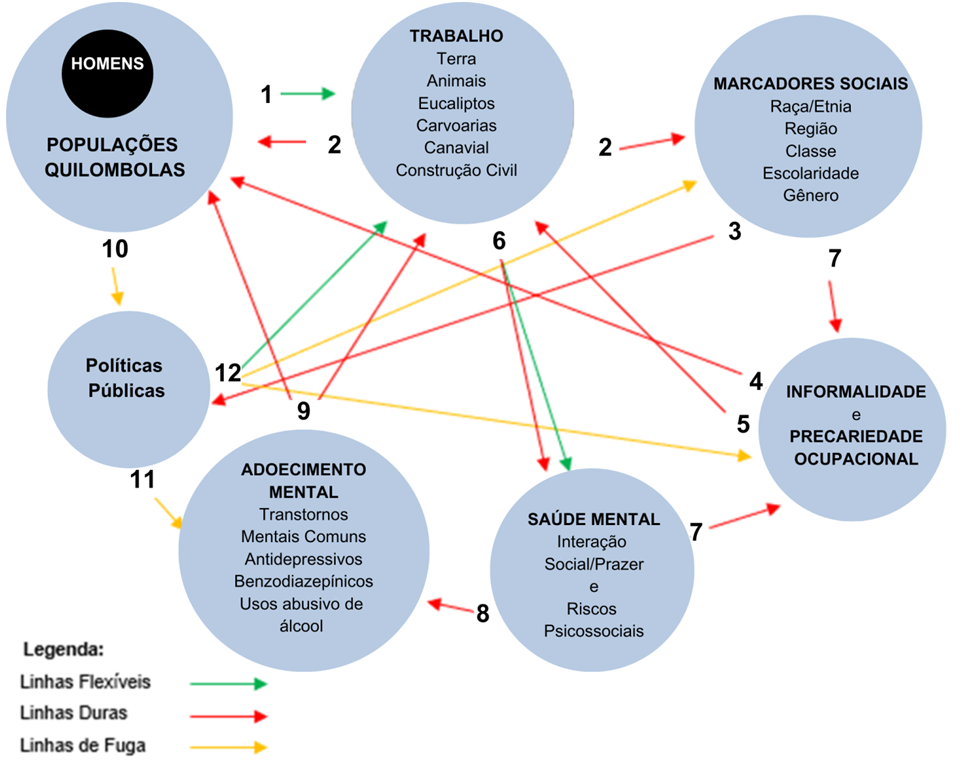 HOMENS
POPULAÇÕES
QUILOMBOLAS
1
2
TRABALHO
Terra
Animais
Eucaliptos
Carvoarias
Canavial
Construção Civil
2
MARCADORES SOCIAIS
Raça/Etnia
Região
Classe
Escolaridade
Gênero
3
6
10
7
Políticas
Públicas
12
4
5
INFORMALIDADE
e
PRECARIEDADE
OCUPACIONAL
9
11
ADOECIMENTO
MENTAL
Transtornos
Mentais Comuns
Antidepressivos
Benzodiazepínicos
Usos abusivo de
álcool
8
SAÚDE MENTAL
Interação
Social/Prazer
e
Riscos
Psicossociais
7
Legenda:
Linhas Flexíveis
Linhas Duras
Linhas de Fuga